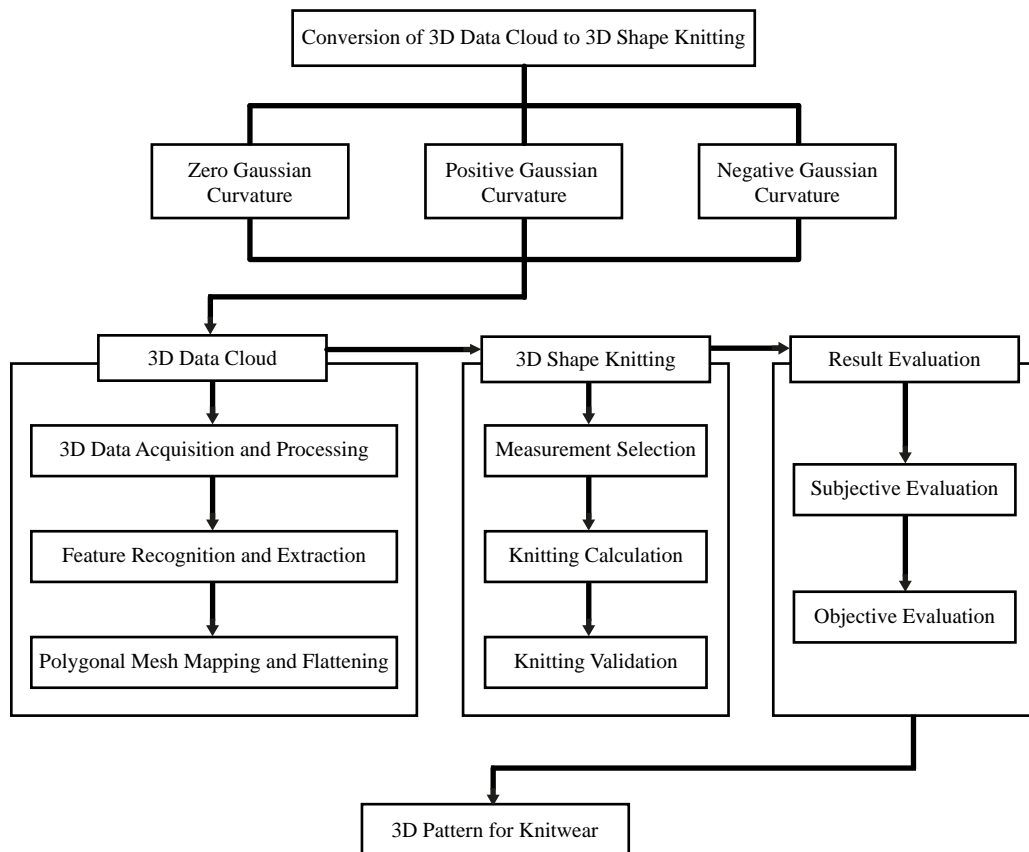 Conversion of 3D Data Cloud to 3D Shape Knitting
Zero Gaussian
Curvature
Positive Gaussian
Curvature
Negative Gaussian
Curvature
3D Data Cloud
3D Data Acquisition and Processing
Feature Recognition and Extraction
Polygonal Mesh Mapping and Flattening
3D Shape Knitting
Measurement Selection
Knitting Calculation
Knitting Validation
Result Evaluation
Subjective Evaluation
Objective Evaluation
3D Pattern for Knitwear